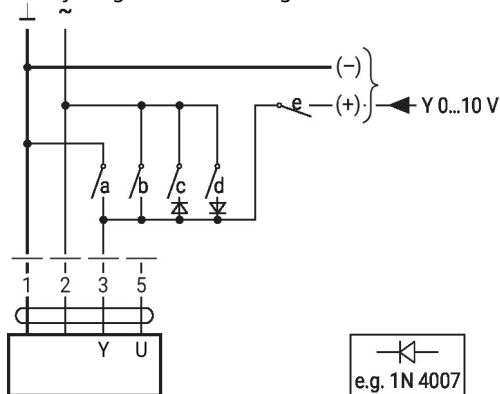 ⊥ ~
(−)
e (+) Y 0...10 V
a b c d
1 2 3 5
Y U
e.g. 1N 4007